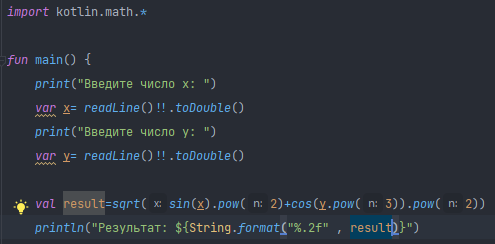 import kotlin.math.*
fun main() {
print("Введите число x: ")
var x= readLine()!!.toDouble()
print("Введите число y: ")
var y= readLine()!!.toDouble()
val result=sqrt( x: sin(x).pow( n: 2)+cos(y.pow( n: 3)).pow( n: 2))
println("Результат: ${String.format("%.2f" , result)}")